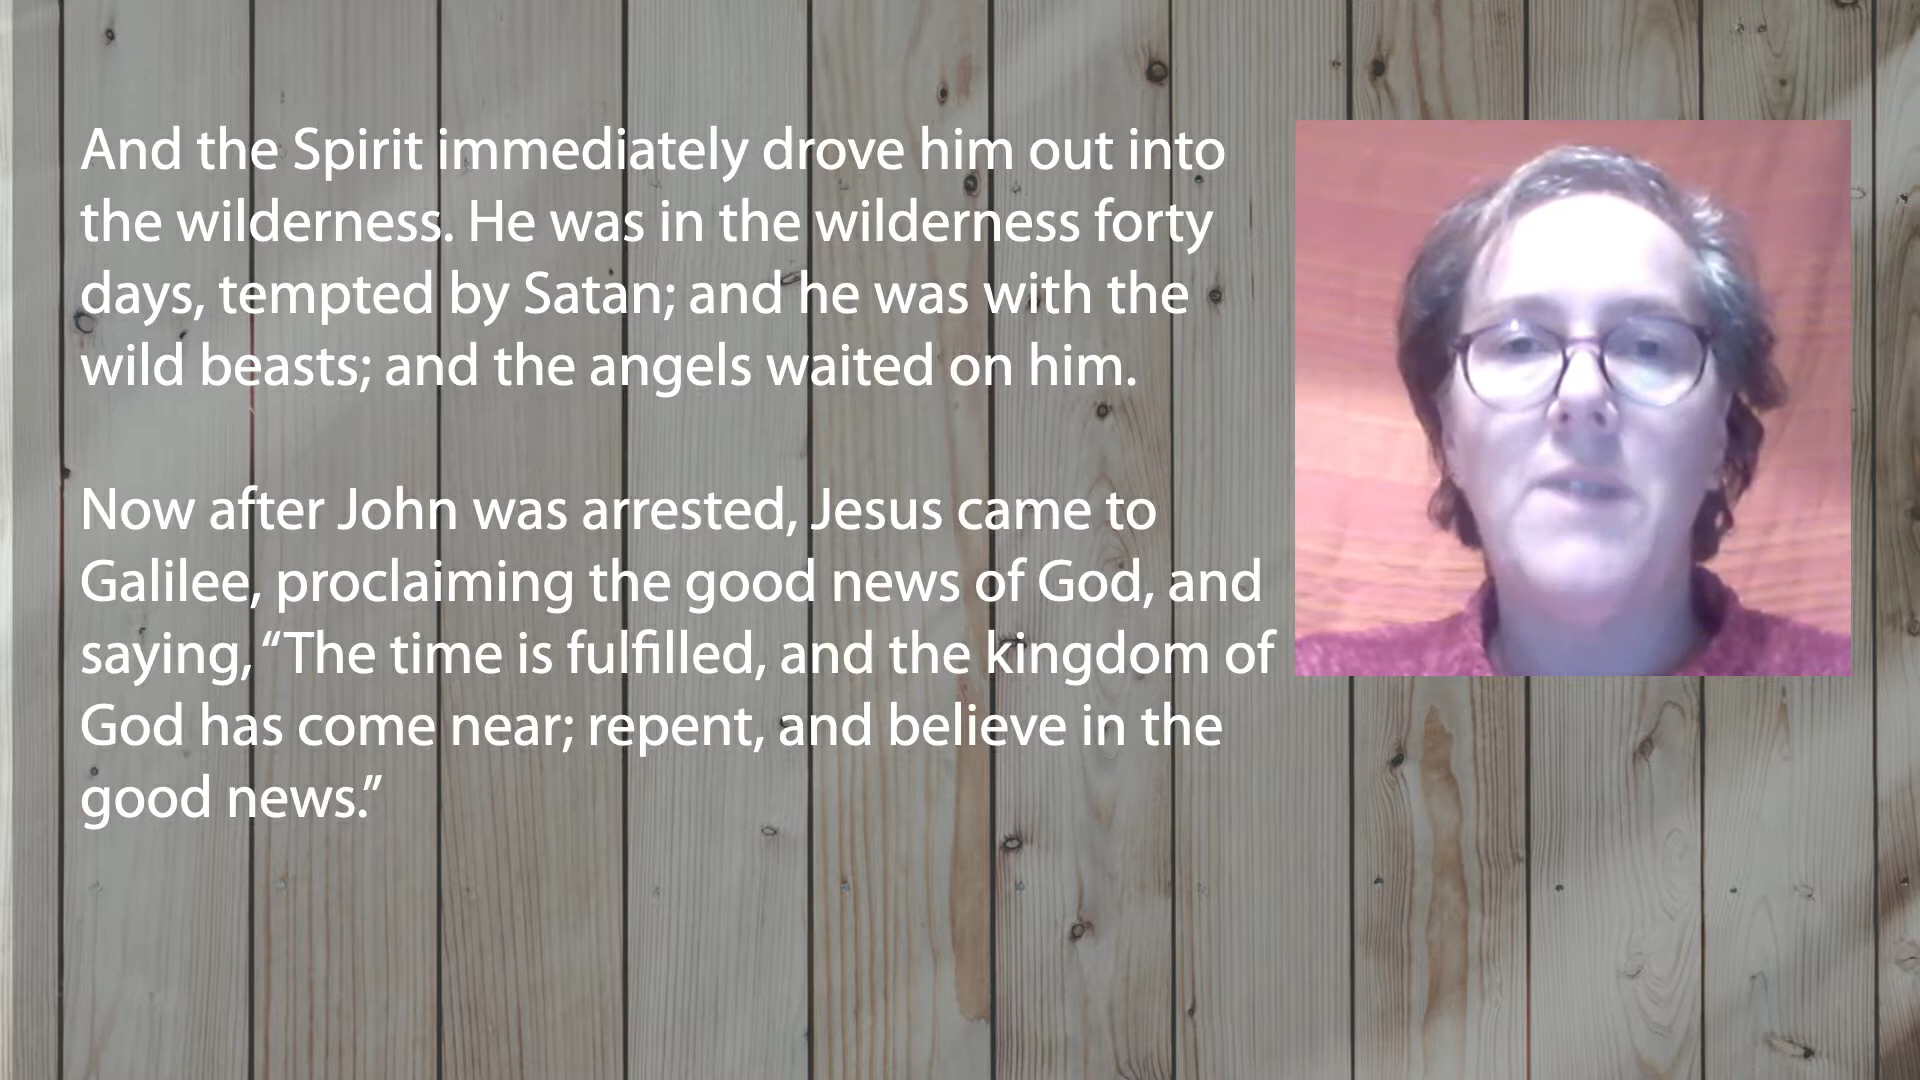 And the Spirit immediately drove him out into
the wilderness. He was in the wilderness forty
days, tempted by Satan; and he was with the
wild beasts; and the angels waited on him.
Now after John was arrested, Jesus came to
Galilee, proclaiming the good news of God, and
saying, “The time is fulfilled, and the kingdom of
God has come near; repent, and believe in the
good news.”